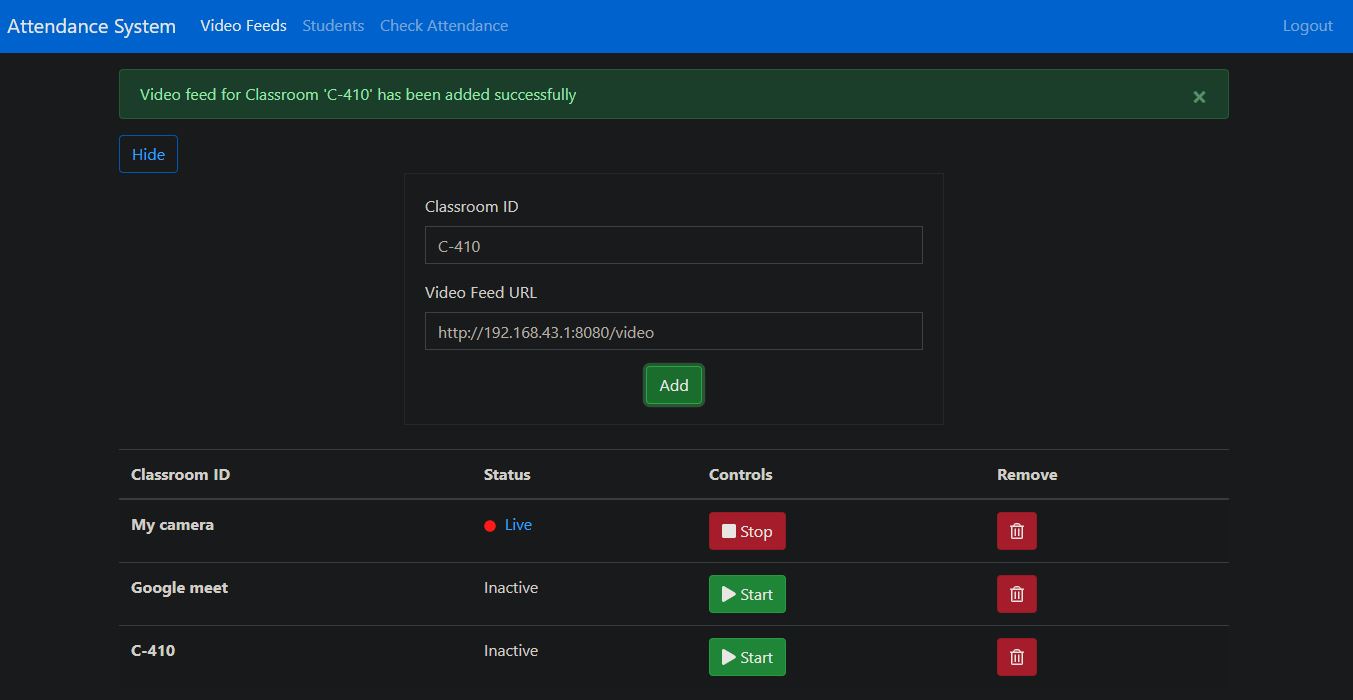 Attendance System Video Feeds Students Check Attendance Logout
Video feed for Classroom 'C-410' has been added successfully ×
Hide
Classroom ID
C-410
Video Feed URL
http://192.168.43.1:8080/video
Add
Classroom ID Status Controls Remove
My camera Live Stop
Google meet Inactive Start
C-410 Inactive Start